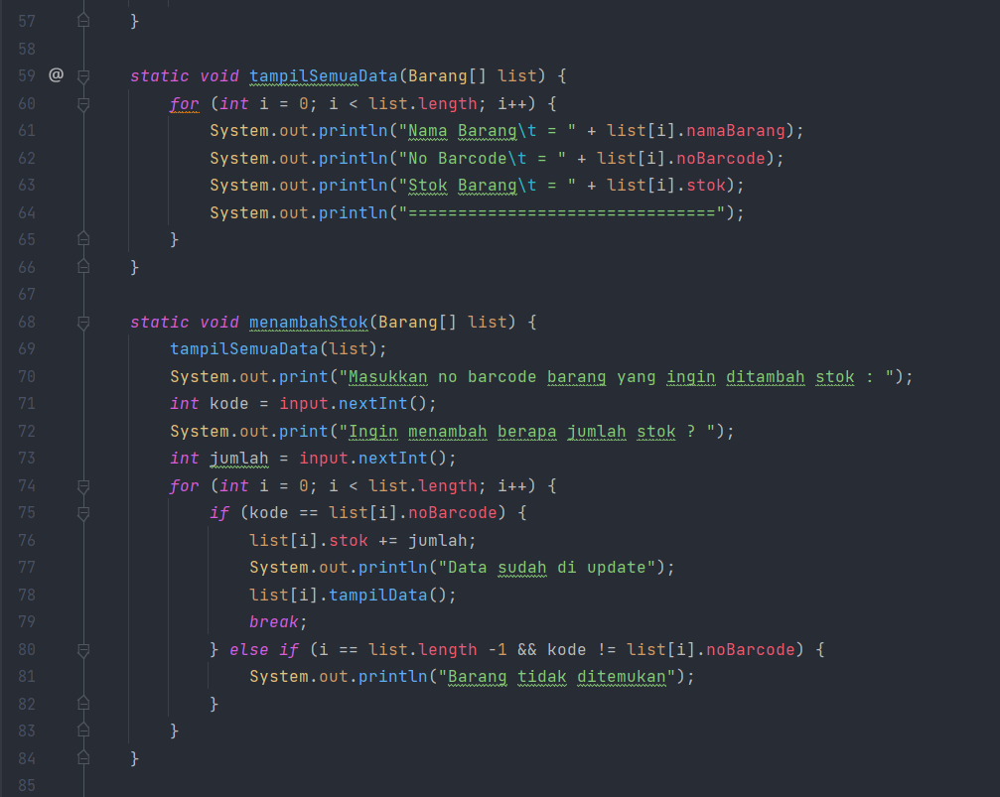 57 }
58
59 @ static void tampilSemuaData(Barang[] list) {
60 for (int i = 0; i < list.length; i++) {
61 System.out.println("Nama Barang\t = " + list[i].namaBarang);
62 System.out.println("No Barcode\t = " + list[i].noBarcode);
63 System.out.println("Stok Barang\t = " + list[i].stok);
64 System.out.println("===============================");
65 }
66 }
67
68 static void menambahStok(Barang[] list) {
69 tampilSemuaData(list);
70 System.out.print("Masukkan no barcode barang yang ingin ditambah stok : ");
71 int kode = input.nextInt();
72 System.out.print("Ingin menambah berapa jumlah stok ? ");
73 int jumlah = input.nextInt();
74 for (int i = 0; i < list.length; i++) {
75 if (kode == list[i].noBarcode) {
76 list[i].stok += jumlah;
77 System.out.println("Data sudah di update");
78 list[i].tampilData();
79 break;
80 } else if (i == list.length -1 && kode != list[i].noBarcode) {
81 System.out.println("Barang tidak ditemukan");
82 }
83 }
84 }
85